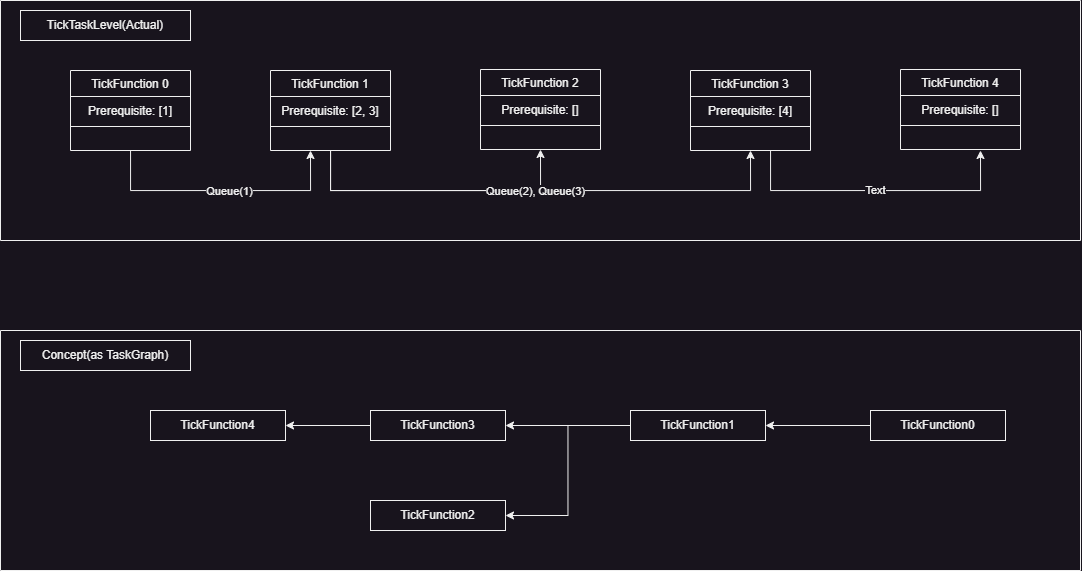 TickTaskLevel(Actual)
TickFunction 0
Prerequisite: [1]
TickFunction 1
Prerequisite: [2, 3]
TickFunction 2
Prerequisite: []
TickFunction 3
Prerequisite: [4]
TickFunction 4
Prerequisite: []
Queue(1)
Queue(2), Queue(3)
Text
Concept(as TaskGraph)
TickFunction4
TickFunction3
TickFunction1
TickFunction0
TickFunction2